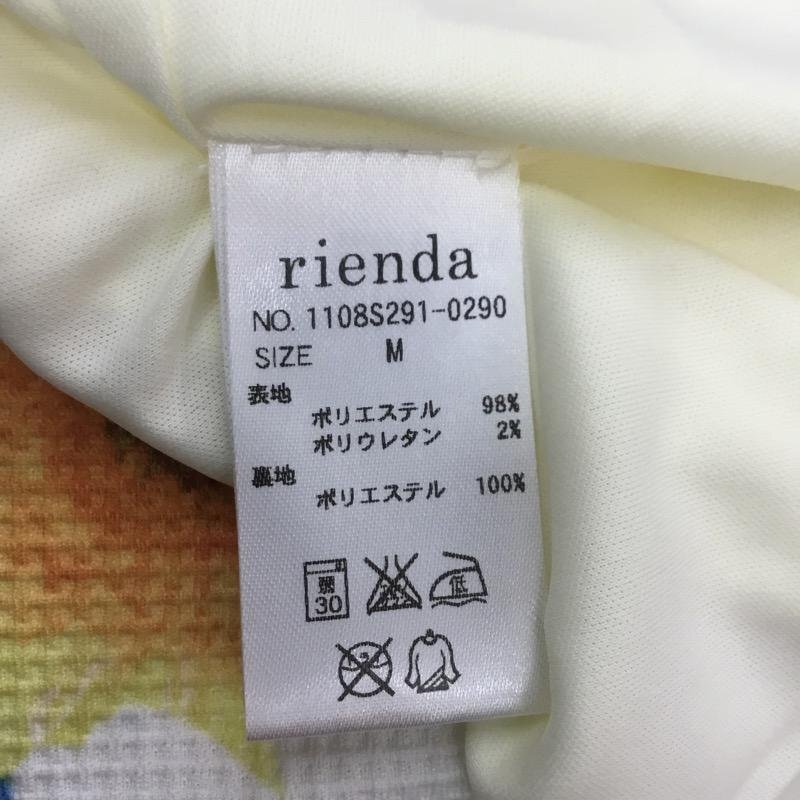 rienda
NO. 1108S291-0290
SIZE M
表地
ポリエステル 98%
ポリウレタン 2%
裏地
ポリエステル 100%
弱
30
低